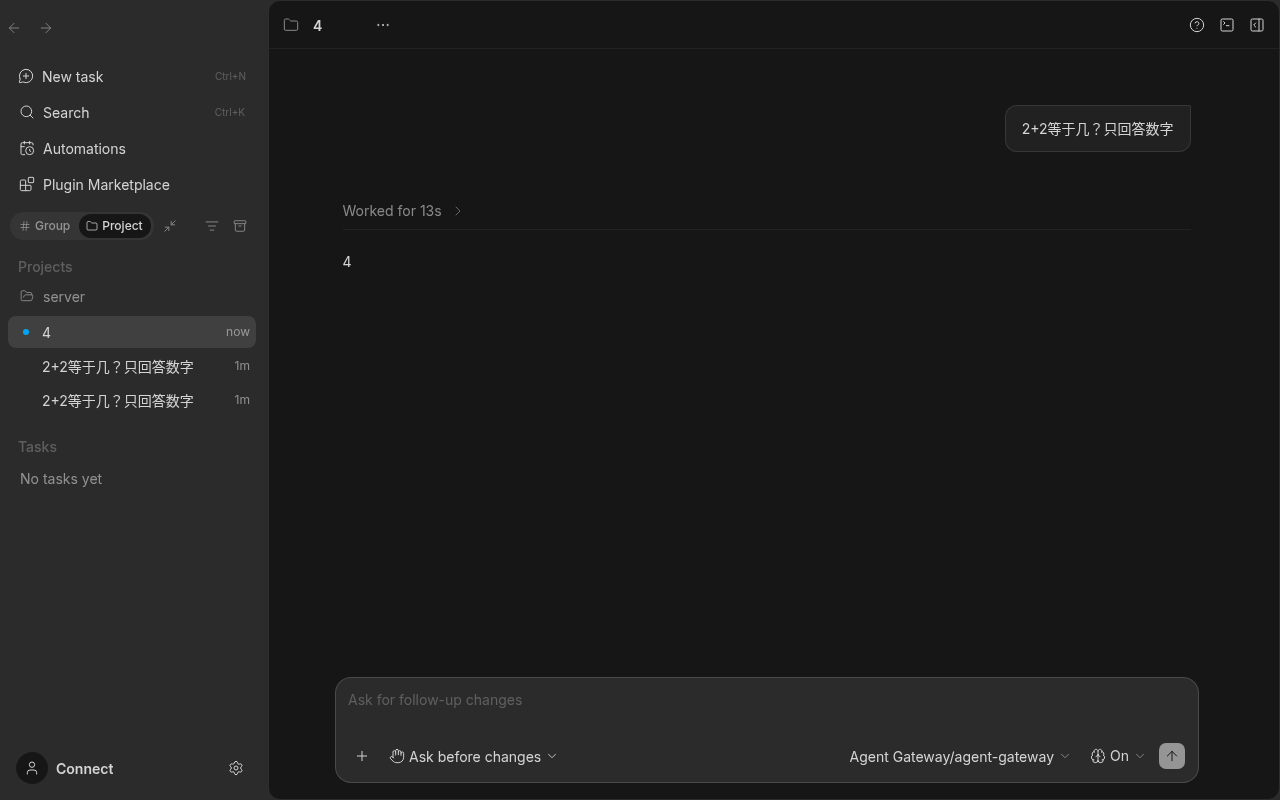 4
New task Ctrl+N
Search Ctrl+K
Automations
Plugin Marketplace
Group Project
Projects
server
4 now
2+2等于几？只回答数字 1m
2+2等于几？只回答数字 1m
Tasks
No tasks yet
Connect
2+2等于几？只回答数字
Worked for 13s
4
Ask for follow-up changes
Ask before changes
Agent Gateway/agent-gateway
On